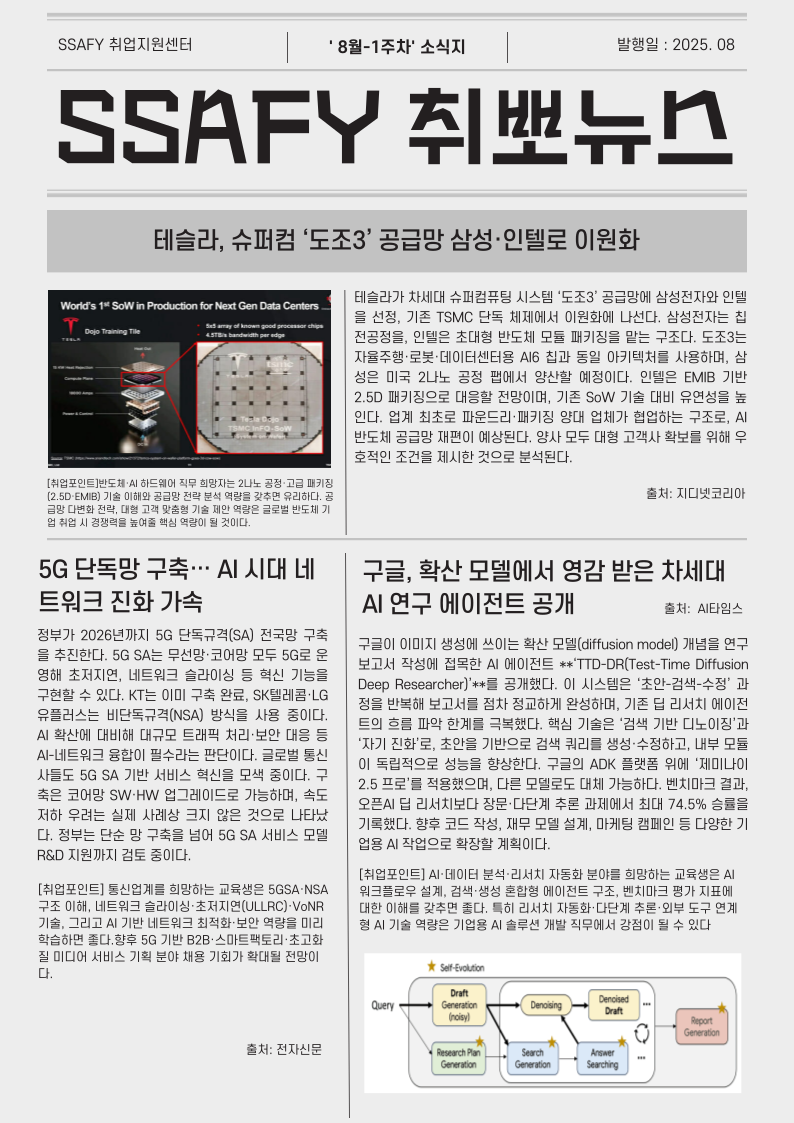 SSAFY 취업지원센터
' 8월-1주차' 소식지
발행일 : 2025. 08
SSAFY 취뽀뉴스
테슬라, 슈퍼컴 ‘도조3’ 공급망 삼성·인텔로 이원화
World's 1st SoW in Production for Next Gen Data Centers
TESLA
Dojo Training Tile
5x5 array of known good processor chips
4.5TB/s bandwidth per edge
Heat Out
15 kW Heat Rejection
Compute Plane
18000 Amps
Power & Control
Tesla Dojo
TSMC InFO-SoW
[취업포인트]반도체·AI 하드웨어 직무 희망자는 2나노 공정·고급 패키징
(2.5D·EMIB) 기술 이해와 공급망 전략 분석 역량을 갖추면 유리하다. 공
급망 다변화 전략, 대형 고객 맞춤형 기술 제안 역량은 글로벌 반도체 기
업 취업 시 경쟁력을 높여줄 핵심 역량이 될 것이다.
테슬라가 차세대 슈퍼컴퓨팅 시스템 ‘도조3’ 공급망에 삼성전자와 인텔
을 선정, 기존 TSMC 단독 체제에서 이원화에 나선다. 삼성전자는 칩
전공정을, 인텔은 초대형 반도체 모듈 패키징을 맡는 구조다. 도조3는
자율주행·로봇·데이터센터용 AI6 칩과 동일 아키텍처를 사용하며, 삼
성은 미국 2나노 공정 팹에서 양산할 예정이다. 인텔은 EMIB 기반
2.5D 패키징으로 대응할 전망이며, 기존 SoW 기술 대비 유연성을 높
인다. 업계 최초로 파운드리·패키징 양대 업체가 협업하는 구조로, AI
반도체 공급망 재편이 예상된다. 양사 모두 대형 고객사 확보를 위해 우
호적인 조건을 제시한 것으로 분석된다.
출처: 지디넷코리아
5G 단독망 구축… AI 시대 네
트워크 진화 가속
정부가 2026년까지 5G 단독규격(SA) 전국망 구축
을 추진한다. 5G SA는 무선망·코어망 모두 5G로 운
영해 초저지연, 네트워크 슬라이싱 등 혁신 기능을
구현할 수 있다. KT는 이미 구축 완료, SK텔레콤·LG
유플러스는 비단독규격(NSA) 방식을 사용 중이다.
AI 확산에 대비해 대규모 트래픽 처리·보안 대응 등
AI-네트워크 융합이 필수라는 판단이다. 글로벌 통신
사들도 5G SA 기반 서비스 혁신을 모색 중이다. 구
축은 코어망 SW·HW 업그레이드로 가능하며, 속도
저하 우려는 실제 사례상 크지 않은 것으로 나타났
다. 정부는 단순 망 구축을 넘어 5G SA 서비스 모델
R&D 지원까지 검토 중이다.
[취업포인트] 통신업계를 희망하는 교육생은 5GSA·NSA
구조 이해, 네트워크 슬라이싱·초저지연(ULLRC)·VoNR
기술, 그리고 AI 기반 네트워크 최적화·보안 역량을 미리
학습하면 좋다.향후 5G 기반 B2B·스마트팩토리·초고화
질 미디어 서비스 기획 분야 채용 기회가 확대될 전망이
다.
출처: 전자신문
구글, 확산 모델에서 영감 받은 차세대
AI 연구 에이전트 공개
출처: AI타임스
구글이 이미지 생성에 쓰이는 확산 모델(diffusion model) 개념을 연구
보고서 작성에 접목한 AI 에이전트 **‘TTD-DR(Test-Time Diffusion
Deep Researcher)’**를 공개했다. 이 시스템은 ‘초안-검색-수정’ 과
정을 반복해 보고서를 점차 정교하게 완성하며, 기존 딥 리서치 에이전
트의 흐름 파악 한계를 극복했다. 핵심 기술은 ‘검색 기반 디노이징’과
‘자기 진화’로, 초안을 기반으로 검색 쿼리를 생성·수정하고, 내부 모듈
이 독립적으로 성능을 향상한다. 구글의 ADK 플랫폼 위에 ‘제미나이
2.5 프로’를 적용했으며, 다른 모델로도 대체 가능하다. 벤치마크 결과,
오픈AI 딥 리서치보다 장문·다단계 추론 과제에서 최대 74.5% 승률을
기록했다. 향후 코드 작성, 재무 모델 설계, 마케팅 캠페인 등 다양한 기
업용 AI 작업으로 확장할 계획이다.
[취업포인트] AI·데이터 분석·리서치 자동화 분야를 희망하는 교육생은 AI
워크플로우 설계, 검색·생성 혼합형 에이전트 구조, 벤치마크 평가 지표에
대한 이해를 갖추면 좋다. 특히 리서치 자동화·다단계 추론·외부 도구 연계
형 AI 기술 역량은 기업용 AI 솔루션 개발 직무에서 강점이 될 수 있다
Self-Evolution
Query
Draft
Generation
(noisy)
Denoising
Denoised
Draft
...
Report
Generation
Research Plan
Generation
Search
Generation
Answer
Searching
...